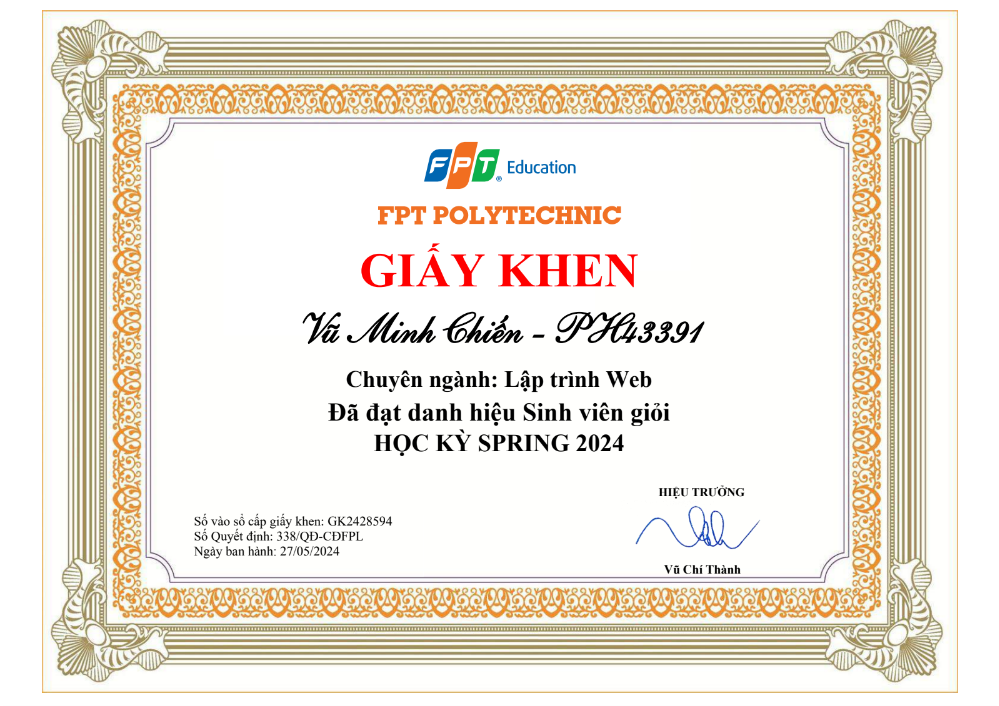 FPT Education
FPT POLYTECHNIC
GIẤY KHEN
Vũ Minh Chiến - PH43391
Chuyên ngành: Lập trình Web
Đã đạt danh hiệu Sinh viên giỏi
HỌC KỲ SPRING 2024
HIỆU TRƯỞNG
Số vào sổ cấp giấy khen: GK2428594
Số Quyết định: 338/QĐ-CĐFPL
Ngày ban hành: 27/05/2024
Vũ Chí Thành